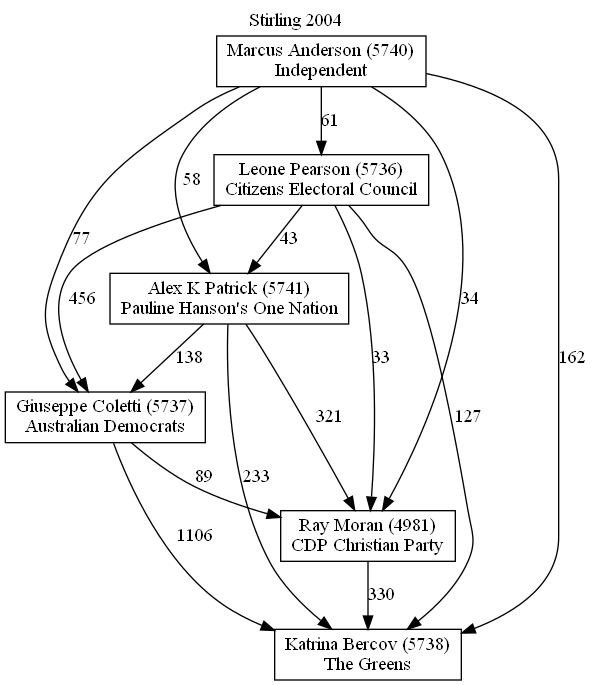 Stirling 2004
Marcus Anderson (5740)
Independent
61
Leone Pearson (5736)
Citizens Electoral Council
58
77
43
456
34
Alex K Patrick (5741)
Pauline Hanson's One Nation
138
33
162
Giuseppe Coletti (5737)
Australian Democrats
321
127
89
233
Ray Moran (4981)
CDP Christian Party
1106
330
Katrina Bercov (5738)
The Greens